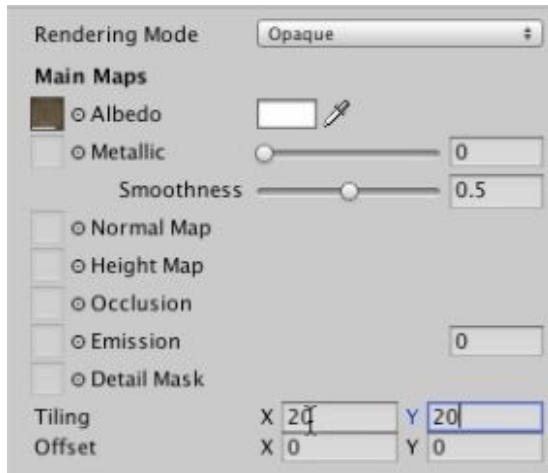 Rendering Mode Opaque
Main Maps
Albedo
Metallic 0
Smoothness 0.5
Normal Map
Height Map
Occlusion
Emission 0
Detail Mask
Tiling X 20 Y 20
Offset X 0 Y 0